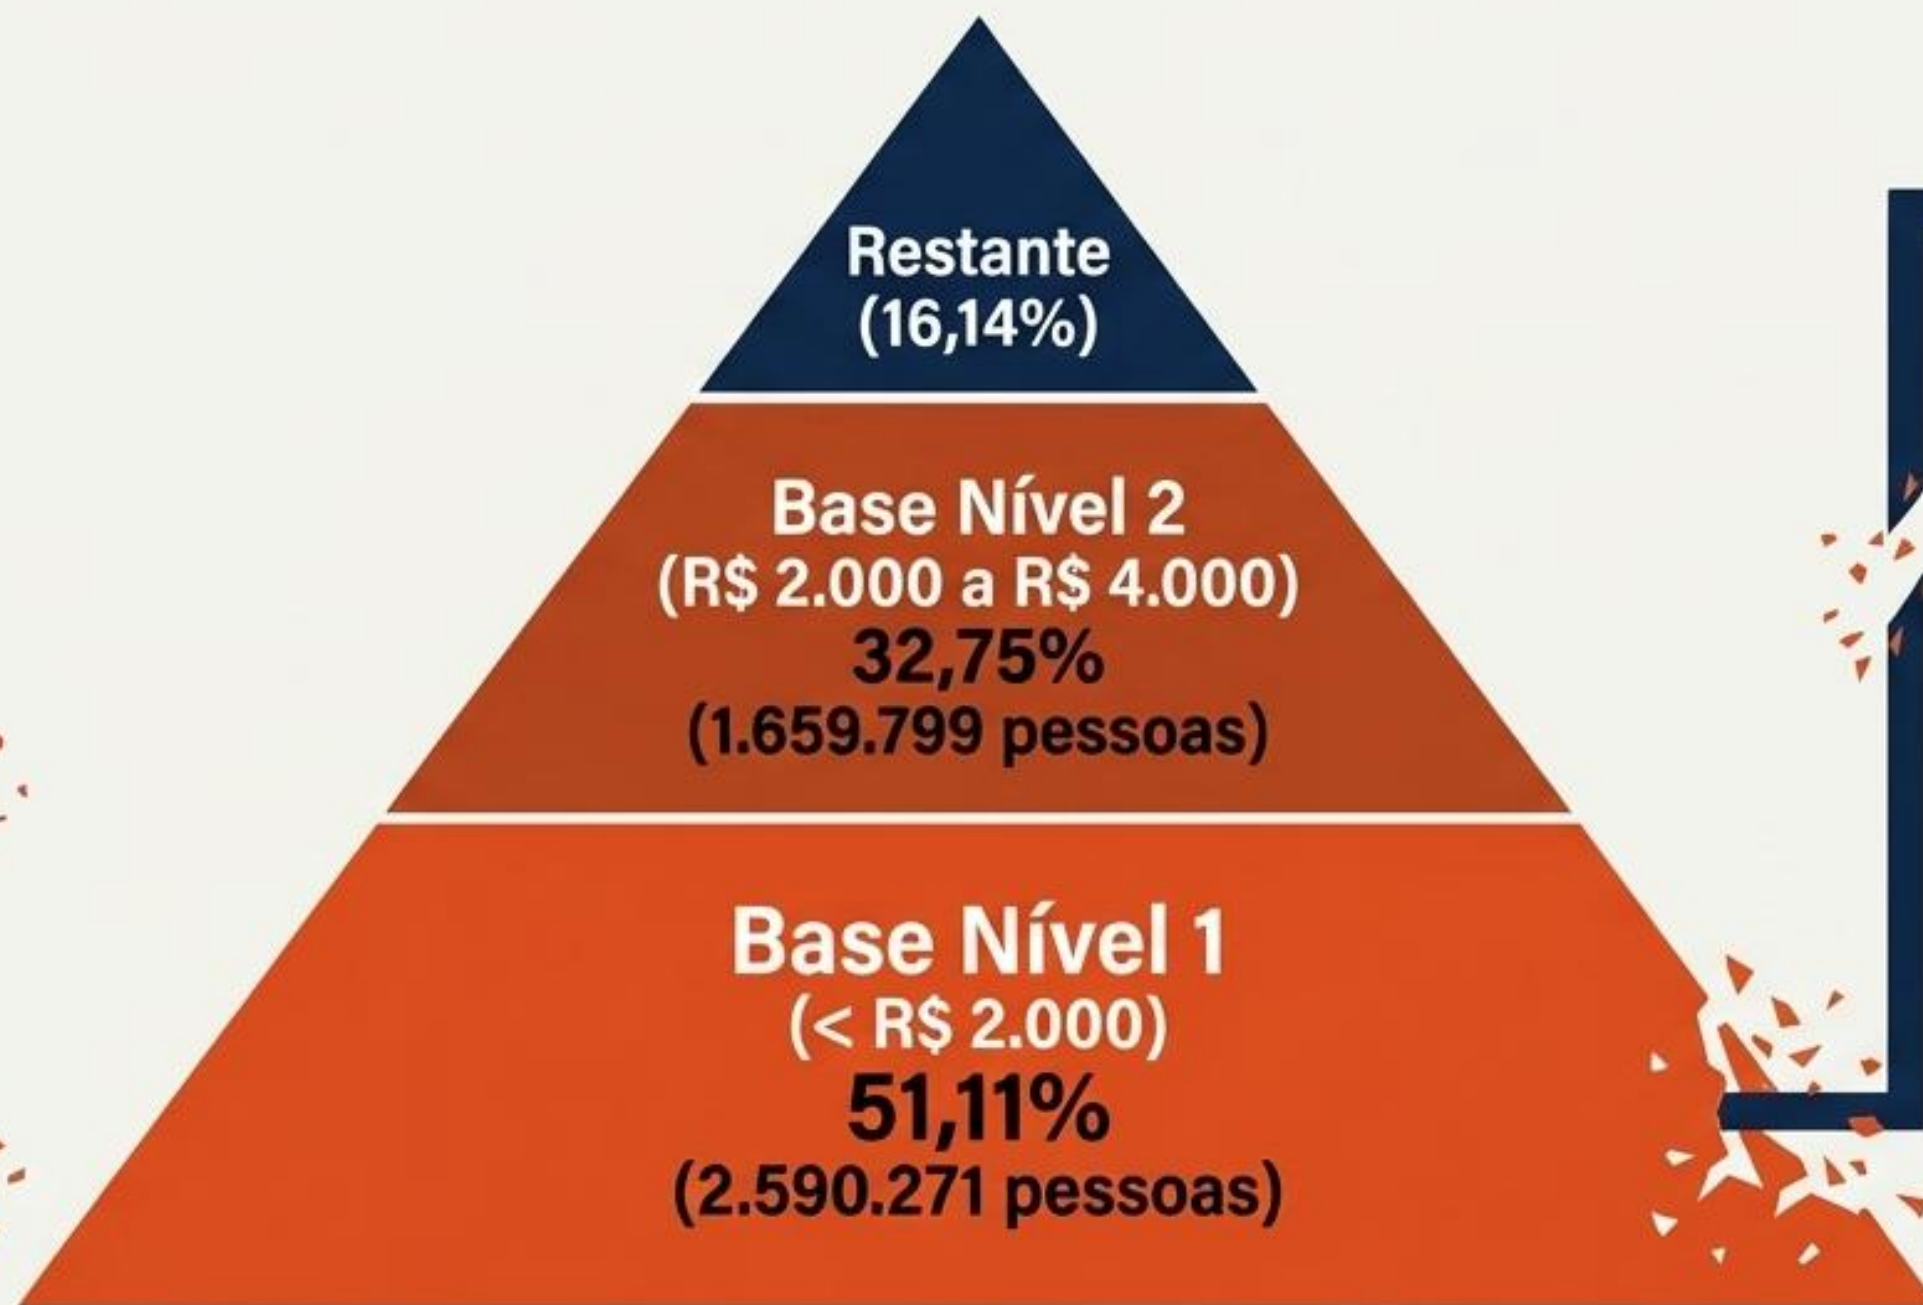 Restante
(16,14%)
Base Nível 2
(R$ 2.000 a R$ 4.000)
32,75%
(1.659.799 pessoas)
Base Nível 1
(< R$ 2.000)
51,11%
(2.590.271 pessoas)